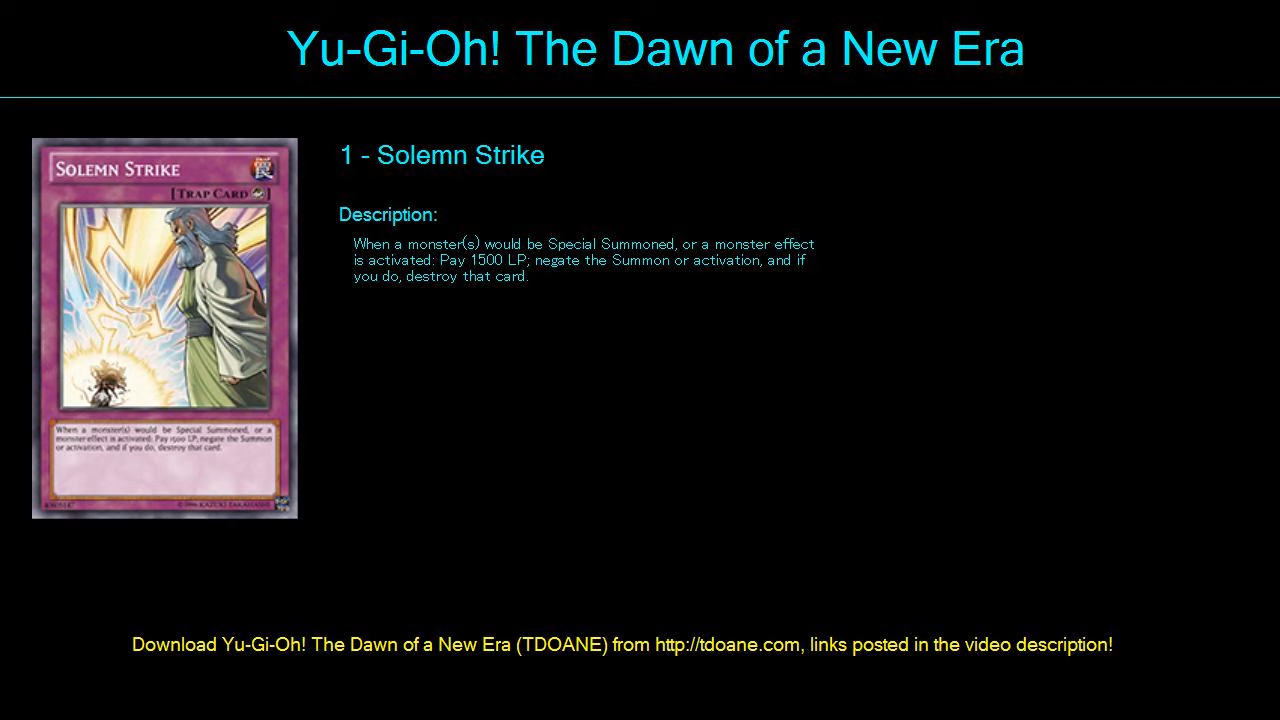 Yu-Gi-Oh! The Dawn of a New Era
SOLEMN STRIKE
[TRAP CARD]
When a monster(s) would be Special Summoned, or a
monster effect is activated: Pay 1500 LP; negate the Summon
or activation, and if you do, destroy that card.
©1996 KAZUKI TAKAHASHI
1 - Solemn Strike
Description:
When a monster(s) would be Special Summoned, or a monster effect
is activated: Pay 1500 LP; negate the Summon or activation, and if
you do, destroy that card.
Download Yu-Gi-Oh! The Dawn of a New Era (TDOANE) from http://tdoane.com, links posted in the video description!